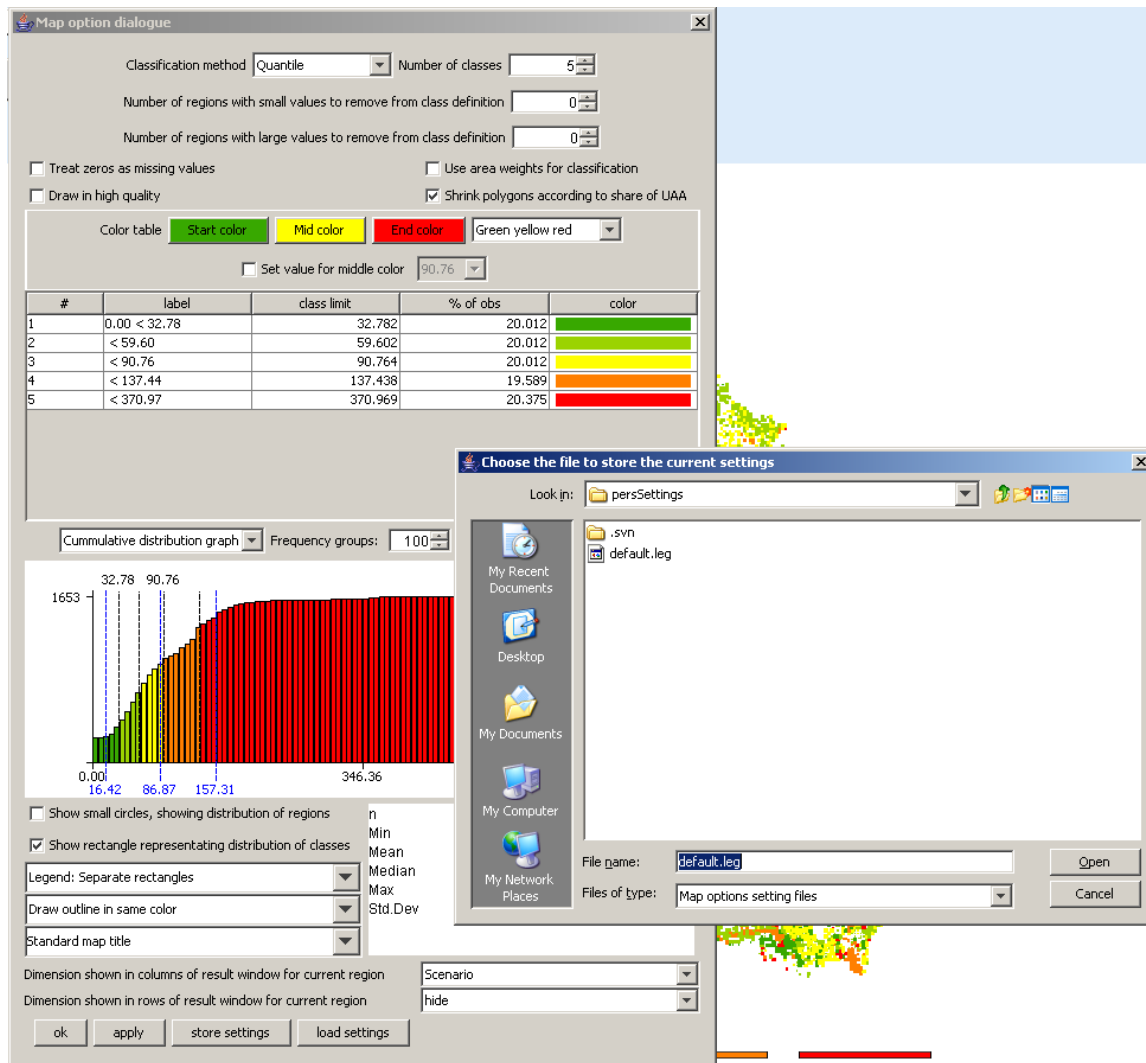 Map option dialogue
Classification method Quantile Number of classes 5
Number of regions with small values to remove from class definition 0
Number of regions with large values to remove from class definition 0
Treat zeros as missing values Use area weights for classification
Draw in high quality Shrink polygons according to share of UAA
Color table Start color Mid color End color Green yellow red
Set value for middle color 90.76
# label class limit % of obs color
1 0.00 < 32.78 32.782 20.012
2 < 59.60 59.602 20.012
3 < 90.76 90.764 20.012
4 < 137.44 137.438 19.589
5 < 370.97 370.969 20.375
Cummulative distribution graph Frequency groups: 100
32.78 90.76
1653
0.00 346.36
16.42 86.87 157.31
Show small circles, showing distribution of regions
Show rectangle representating distribution of classes
Legend: Separate rectangles
Draw outline in same color
Standard map title
n
Min
Mean
Median
Max
Std.Dev
Dimension shown in columns of result window for current region Scenario
Dimension shown in rows of result window for current region hide
ok apply store settings load settings
Choose the file to store the current settings
Look in: persSettings
My Recent
Documents
Desktop
My Documents
My Computer
My Network
Places
.svn
default.leg
File name: default.leg Open
Files of type: Map options setting files Cancel